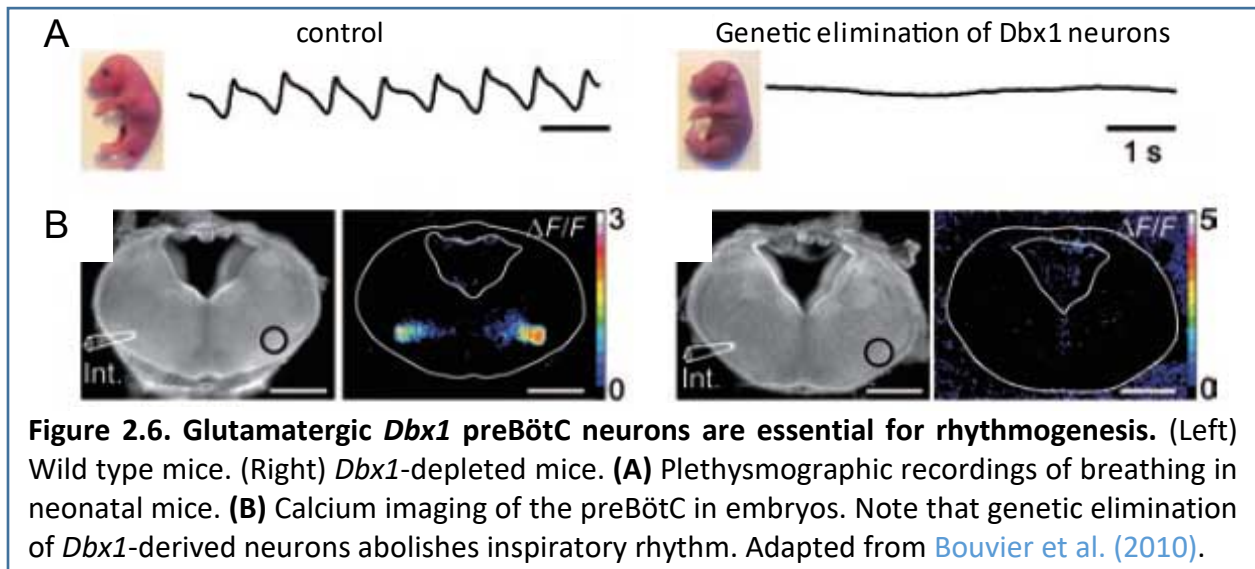 A
control
Genetic elimination of Dbx1 neurons
1 s
B
Int.
ΔF/F
3
0
Int.
ΔF/F
5
0
Figure 2.6. Glutamatergic Dbx1 preBötC neurons are essential for rhythmogenesis. (Left)
Wild type mice. (Right) Dbx1-depleted mice. (A) Plethysmographic recordings of breathing in
neonatal mice. (B) Calcium imaging of the preBötC in embryos. Note that genetic elimination
of Dbx1-derived neurons abolishes inspiratory rhythm. Adapted from Bouvier et al. (2010).